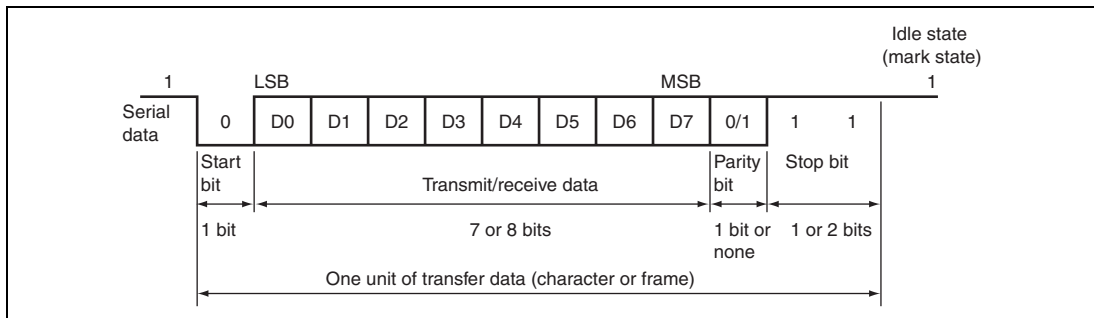 Idle state
(mark state)
1 LSB MSB 1
Serial
data
0 D0 D1 D2 D3 D4 D5 D6 D7 0/1 1 1
Start
bit
Transmit/receive data
Parity
bit
Stop bit
1 bit
7 or 8 bits
1 bit or
none
1 or 2 bits
One unit of transfer data (character or frame)